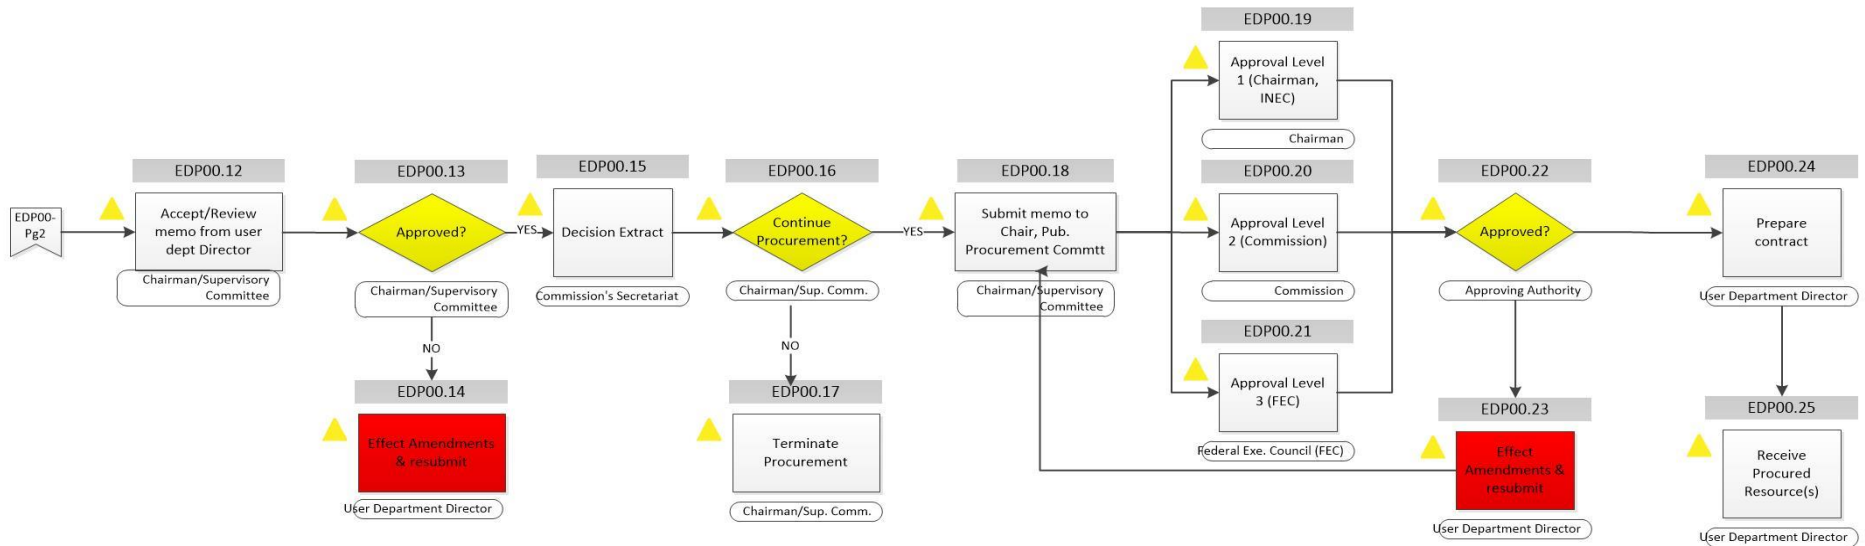 EDP00-
Pg2
EDP00.12
Accept/Review
memo from user
dept Director
Chairman/Supervisory
Committee
EDP00.13
Approved?
YES
Chairman/Supervisory
Committee
NO
EDP00.14
Effect Amendments
& resubmit
User Department Director
EDP00.15
Decision Extract
Commission's Secretariat
EDP00.16
Continue
Procurement?
YES
Chairman/Sup. Comm.
NO
EDP00.17
Terminate
Procurement
Chairman/Sup. Comm.
EDP00.18
Submit memo to
Chair, Pub.
Procurement Commtt
Chairman/Supervisory
Committee
EDP00.19
Approval Level
1 (Chairman,
INEC)
Chairman
EDP00.20
Approval Level
2 (Commission)
Commission
EDP00.21
Approval Level
3 (FEC)
Federal Exe. Council (FEC)
EDP00.22
Approved?
Approving Authority
EDP00.23
Effect
Amendments &
resubmit
User Department Director
EDP00.24
Prepare
contract
User Department Director
EDP00.25
Receive
Procured
Resource(s)
User Department Director